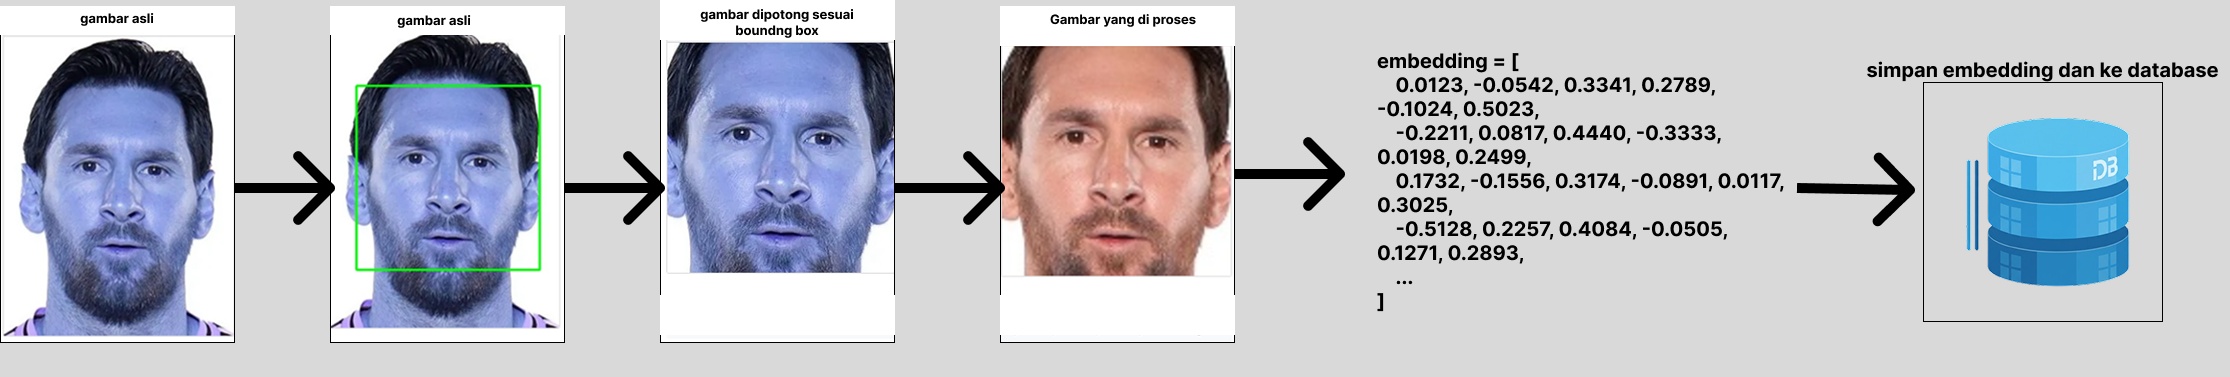 gambar asli
gambar asli
gambar dipotong sesuai
boundng box
Gambar yang di proses
embedding = [
0.0123, -0.0542, 0.3341, 0.2789,
-0.1024, 0.5023,
-0.2211, 0.0817, 0.4440, -0.3333,
0.0198, 0.2499,
0.1732, -0.1556, 0.3174, -0.0891, 0.0117,
0.3025,
-0.5128, 0.2257, 0.4084, -0.0505,
0.1271, 0.2893,
...
]
simpan embedding dan ke database
DB